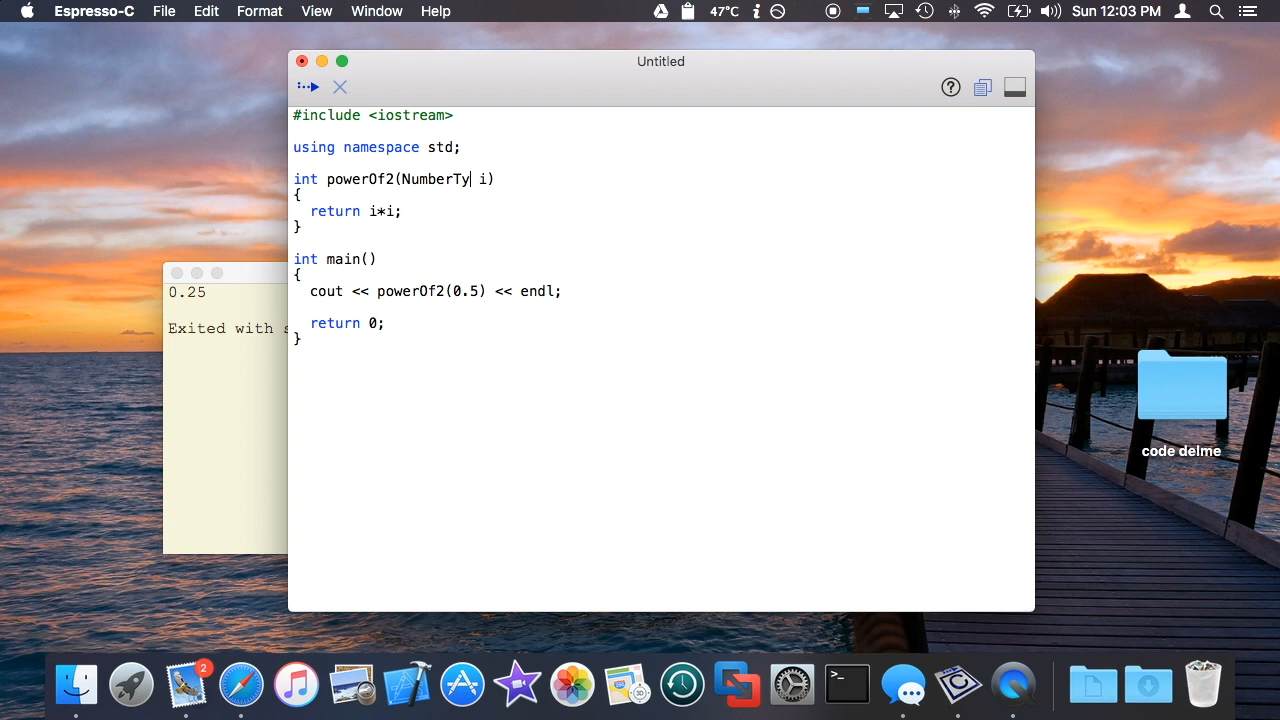 Espresso-C File Edit Format View Window Help 47°C Sun 12:03 PM
Untitled
#include <iostream>
using namespace std;
int powerOf2(NumberTy i)
{
  return i*i;
}
int main()
{
  cout << powerOf2(0.5) << endl;
  return 0;
}
0.25
Exited with s
code delme
2
>_
3D